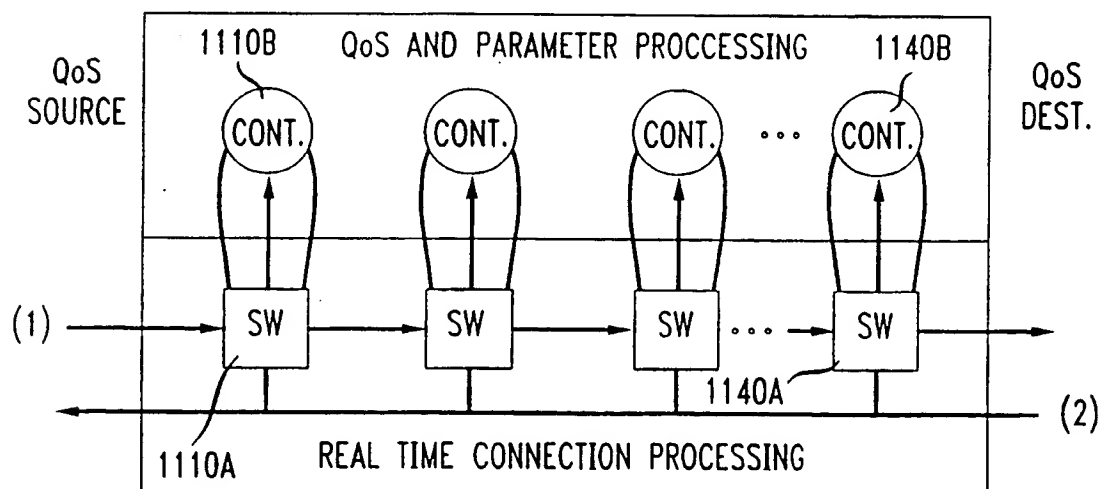 1110B
QoS AND PARAMETER PROCCESSING
1140B
QoS
SOURCE
QoS
DEST.
CONT.
CONT.
CONT.
°°°
CONT.
(1)
SW
SW
SW
°°°
SW
1140A
(2)
1110A
REAL TIME CONNECTION PROCESSING